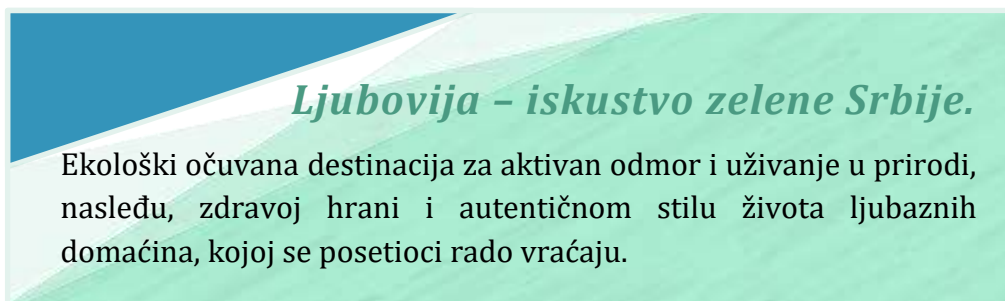 Ljubovija – iskustvo zelene Srbije.
Ekološki očuvana destinacija za aktivan odmor i uživanje u prirodi,
nasleđu, zdravoj hrani i autentičnom stilu života ljubaznih
domaćina, kojoj se posetioci rado vraćaju.